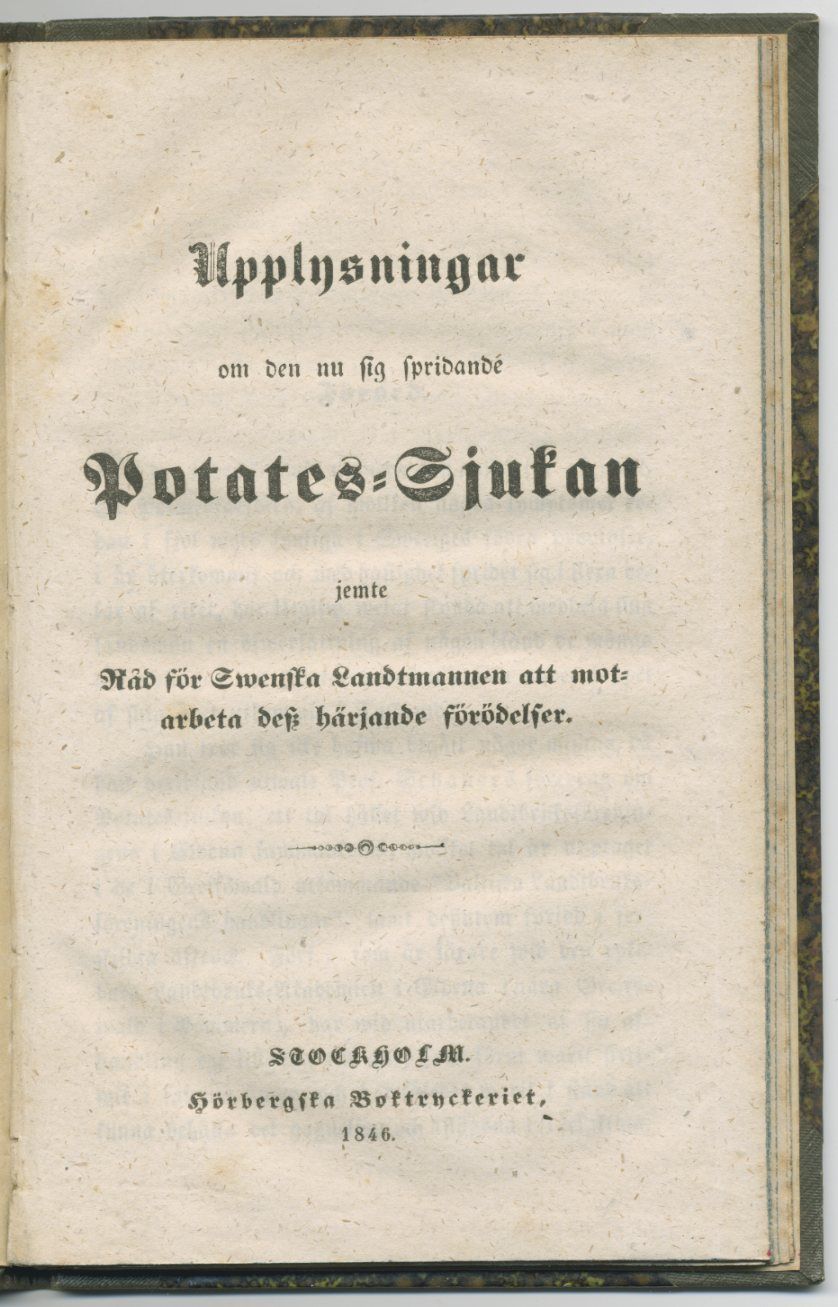 Upplysningar
om den nu sig spridande
Potates-Sjukan
jemte
Råd för Swenska Landtmannen att mot-
arbeta deß härjande förödelser.
STOCKHOLM.
Hörbergska Boktryckeriet,
1846.